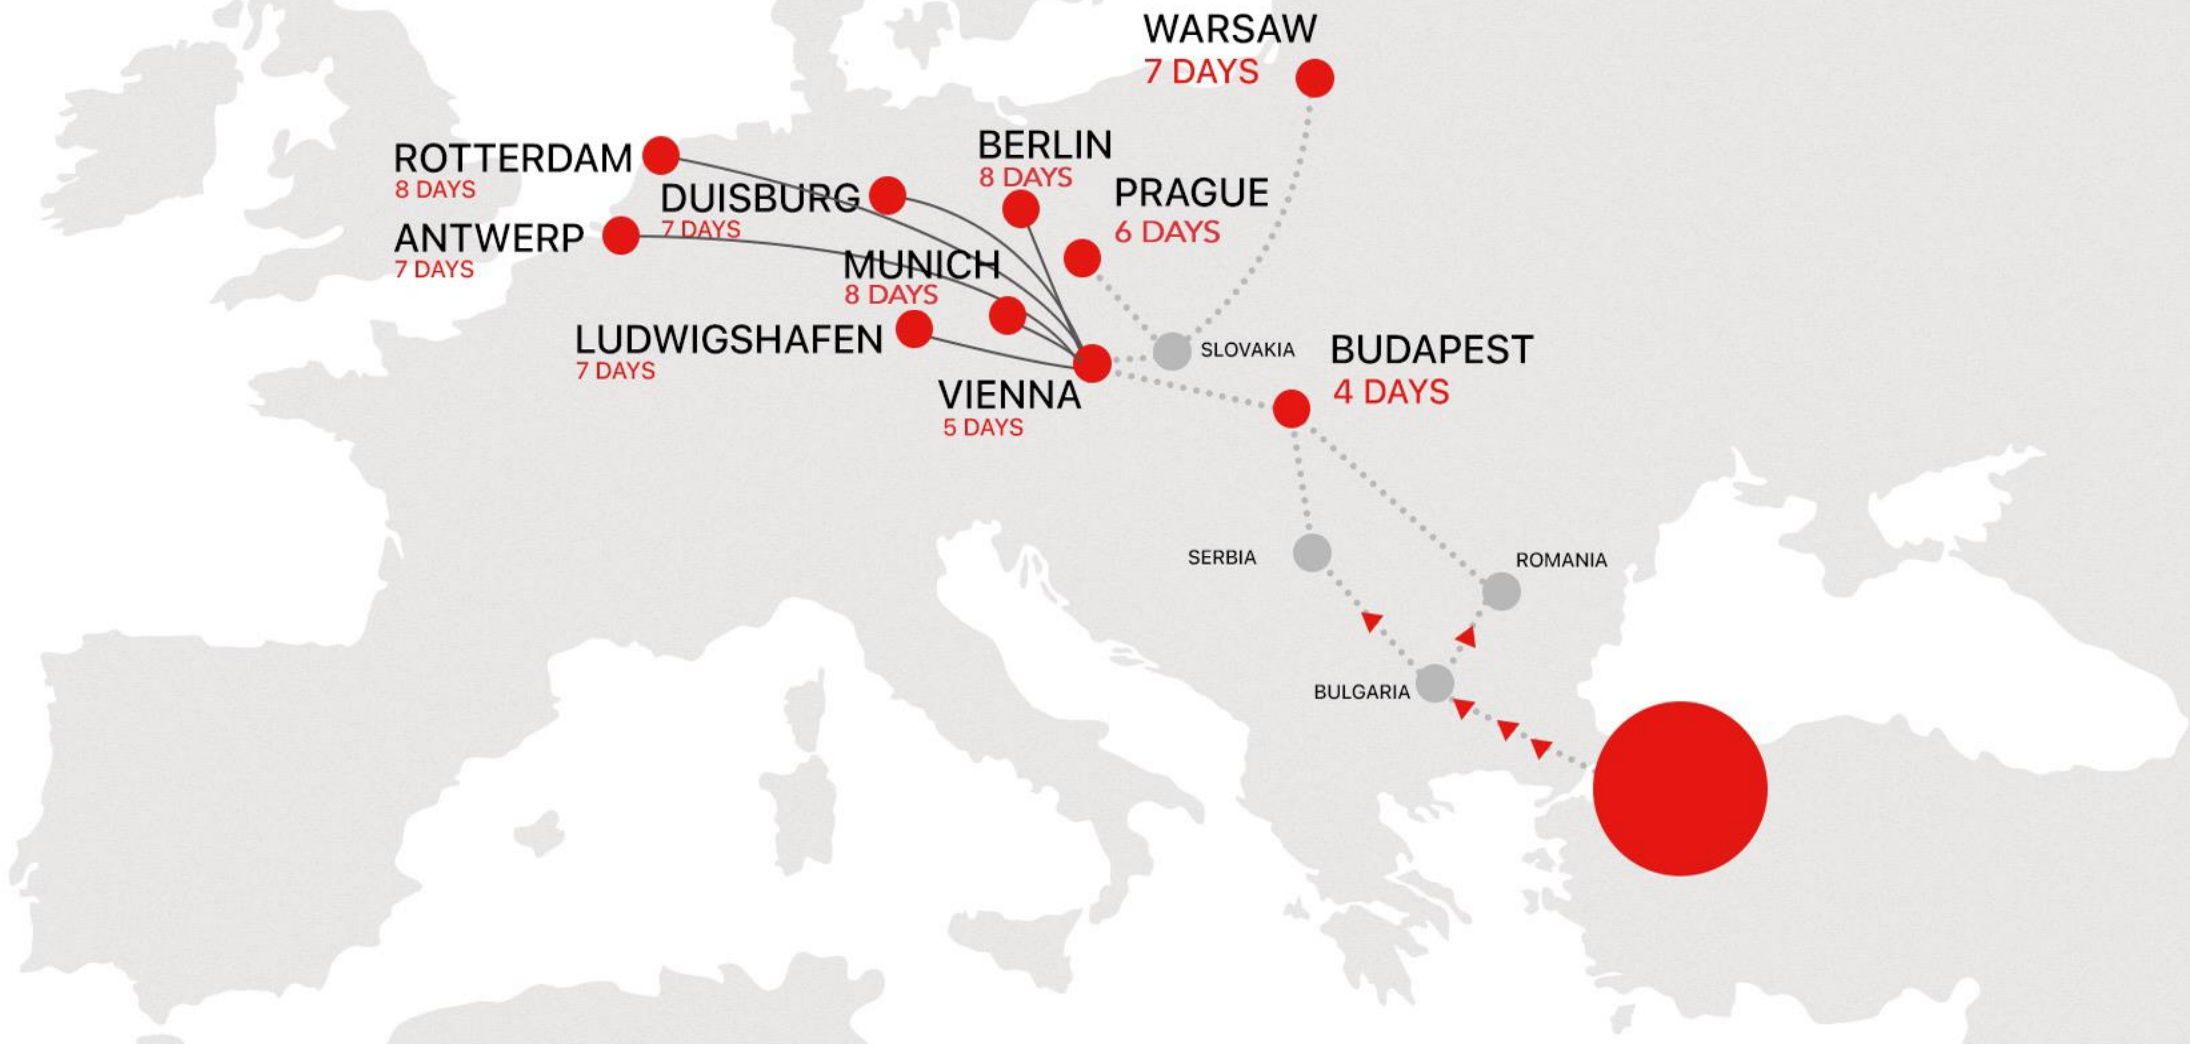 WARSAW
7 DAYS
ROTTERDAM
8 DAYS
DUISBURG
7 DAYS
BERLIN
8 DAYS
PRAGUE
6 DAYS
ANTWERP
7 DAYS
MUNICH
8 DAYS
LUDWIGSHAFEN
7 DAYS
VIENNA
5 DAYS
SLOVAKIA
BUDAPEST
4 DAYS
SERBIA
ROMANIA
BULGARIA